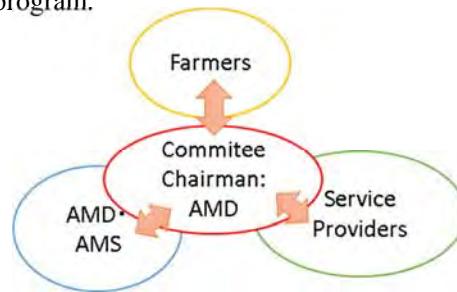 program.
Farmers
Commitee
Chairman:
AMD
AMD·
AMS
Service
Providers